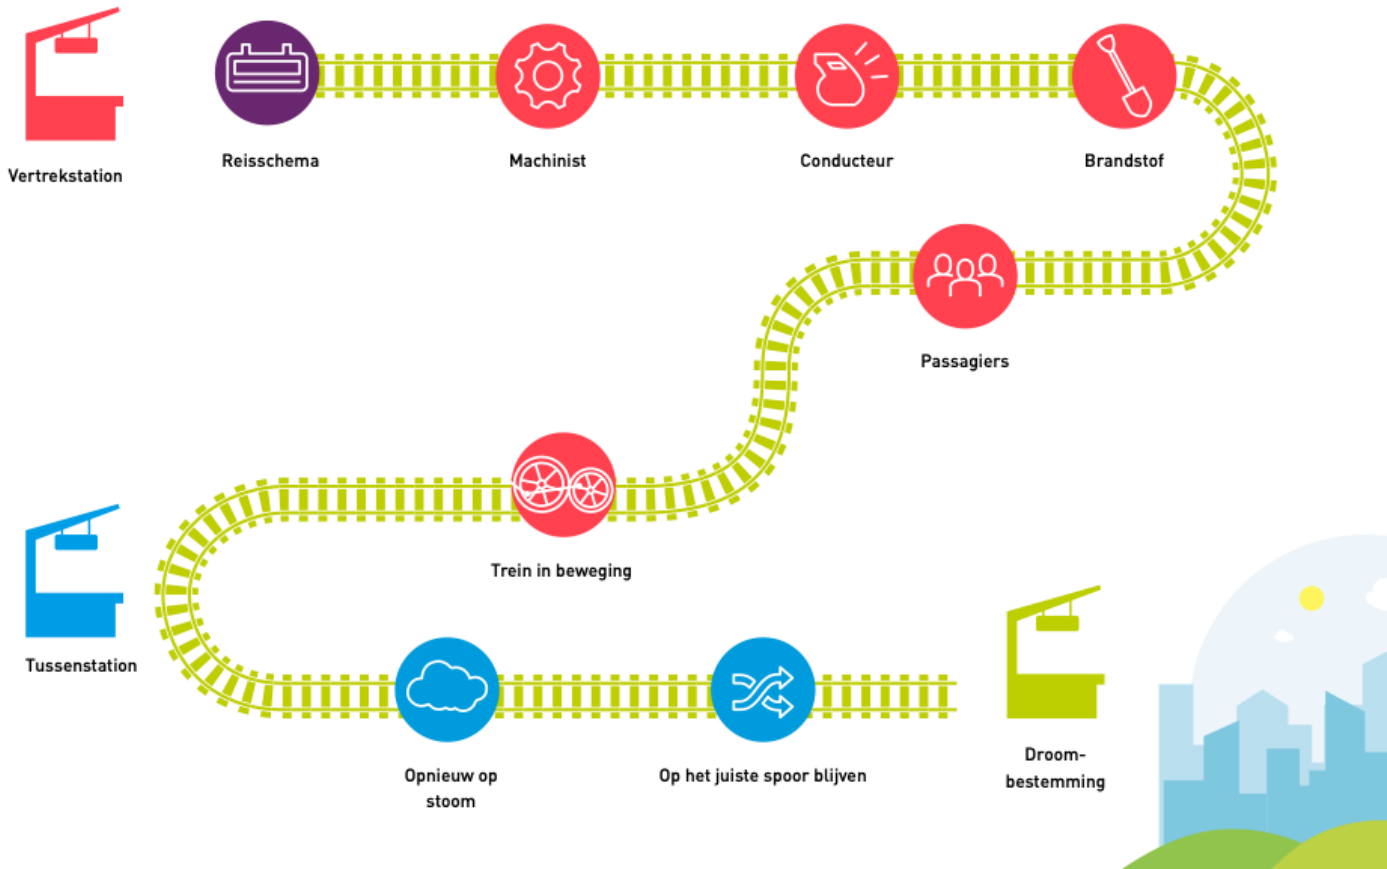 Vertrekstation
Reisschema
Machinist
Conducteur
Brandstof
Passagiers
Trein in beweging
Tussenstation
Opnieuw op
stoom
Op het juiste spoor blijven
Droom-
bestemming